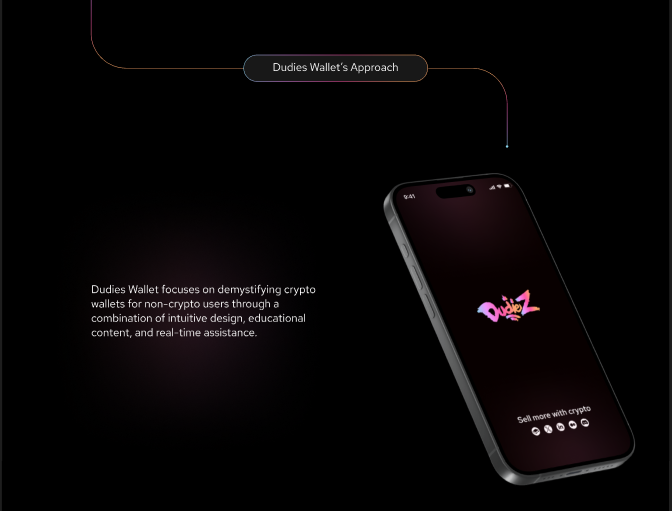 Dudies Wallet's Approach
9:41
DudieZ
Dudies Wallet focuses on demystifying crypto
wallets for non-crypto users through a
combination of intuitive design, educational
content, and real-time assistance.
Sell more with crypto